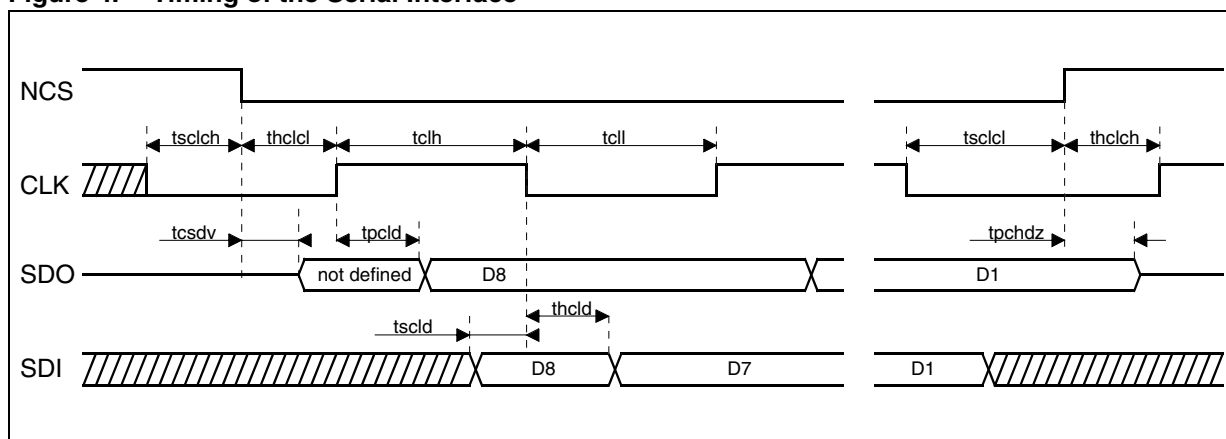 Figure 4. Timing of the Serial Interface
NCS
tsclch thclcl tclh tcll tsclcl thclch
CLK
tcsdv tpcld tpchdz
SDO not defined D8 D1
tscld thcld
SDI D8 D7 D1